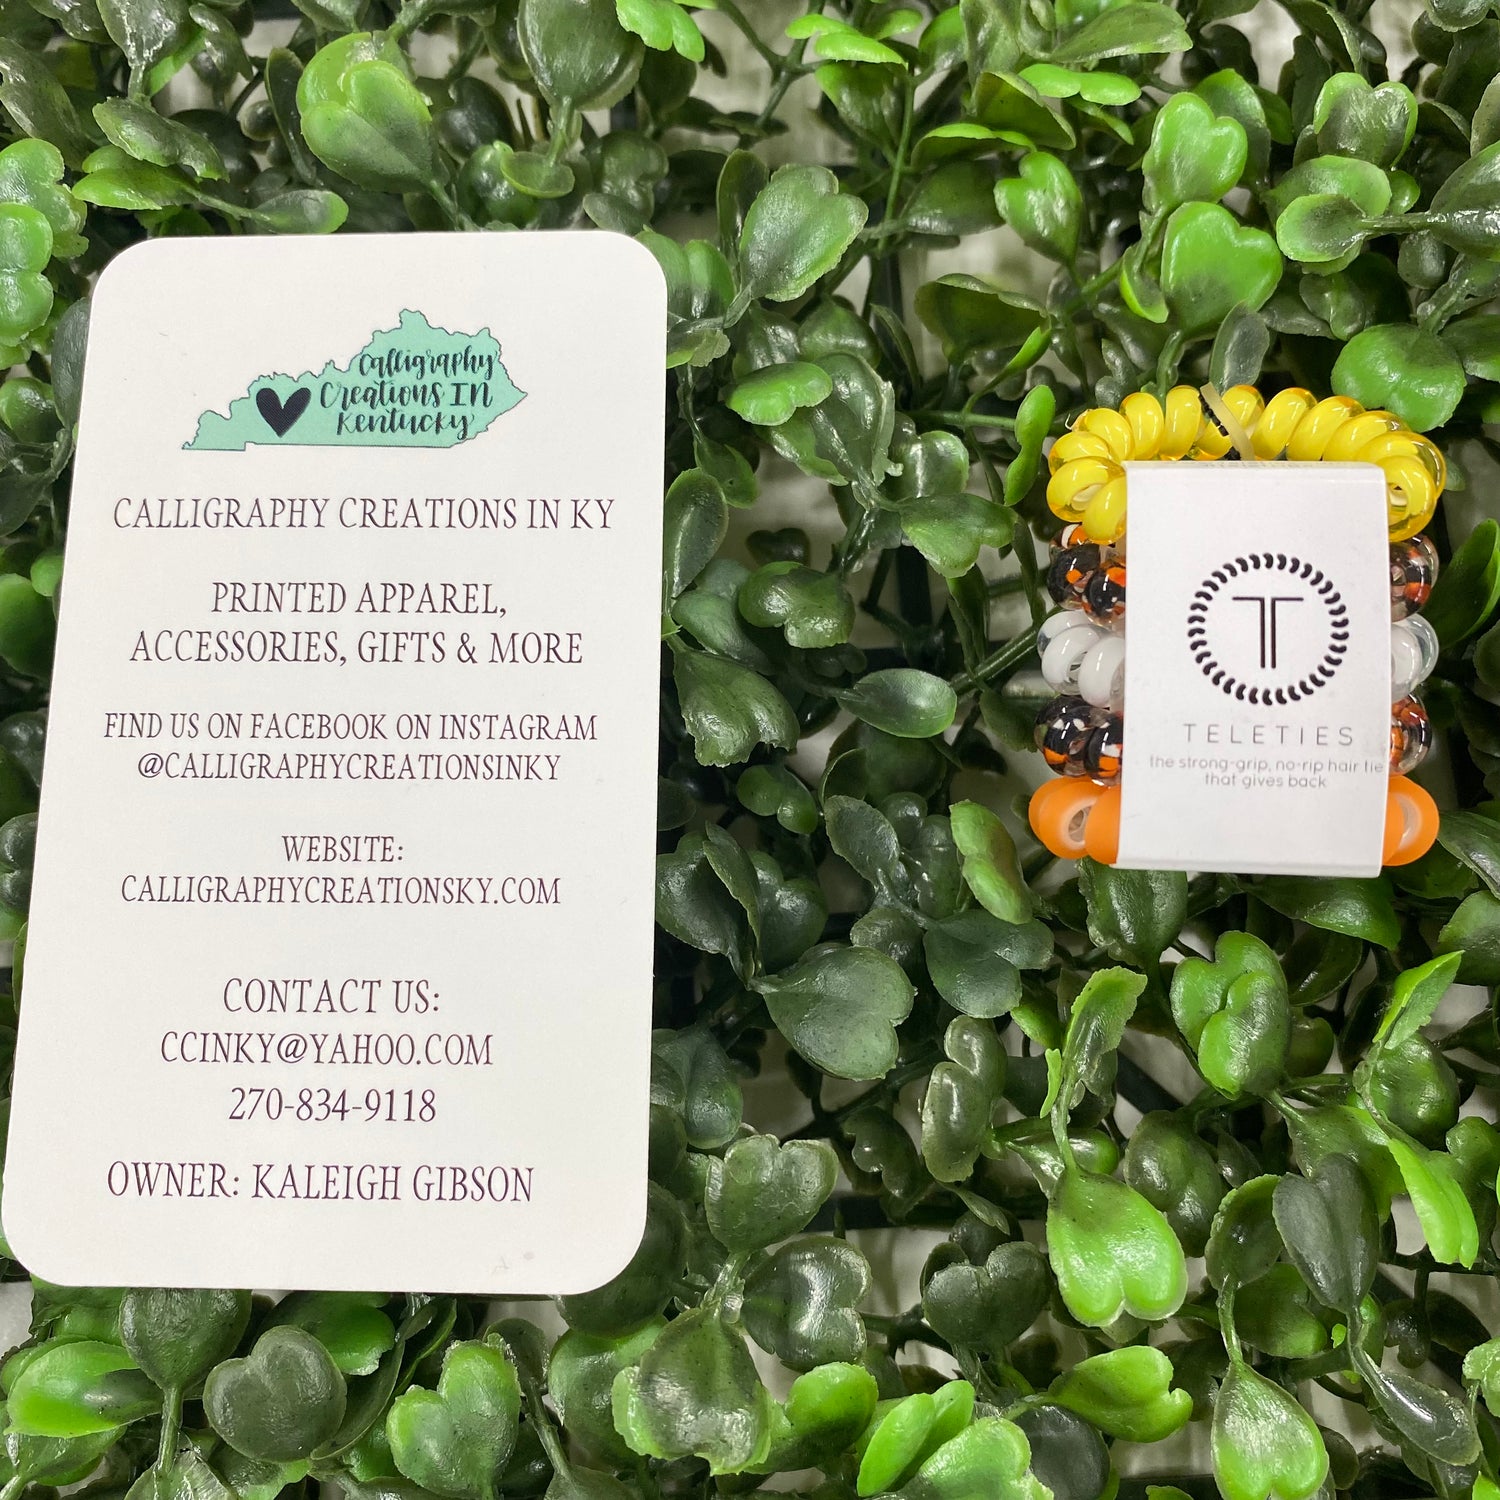 Calligraphy
Creations IN
Kentucky
CALLIGRAPHY CREATIONS IN KY
PRINTED APPAREL,
ACCESSORIES, GIFTS & MORE
FIND US ON FACEBOOK ON INSTAGRAM
@CALLIGRAPHYCREATIONSINKY
WEBSITE:
CALLIGRAPHYCREATIONSKY.COM
CONTACT US:
CCINKY@YAHOO.COM
270-834-9118
OWNER: KALEIGH GIBSON
T
TELETIES
the strong-grip, no-rip hair tie
that gives back